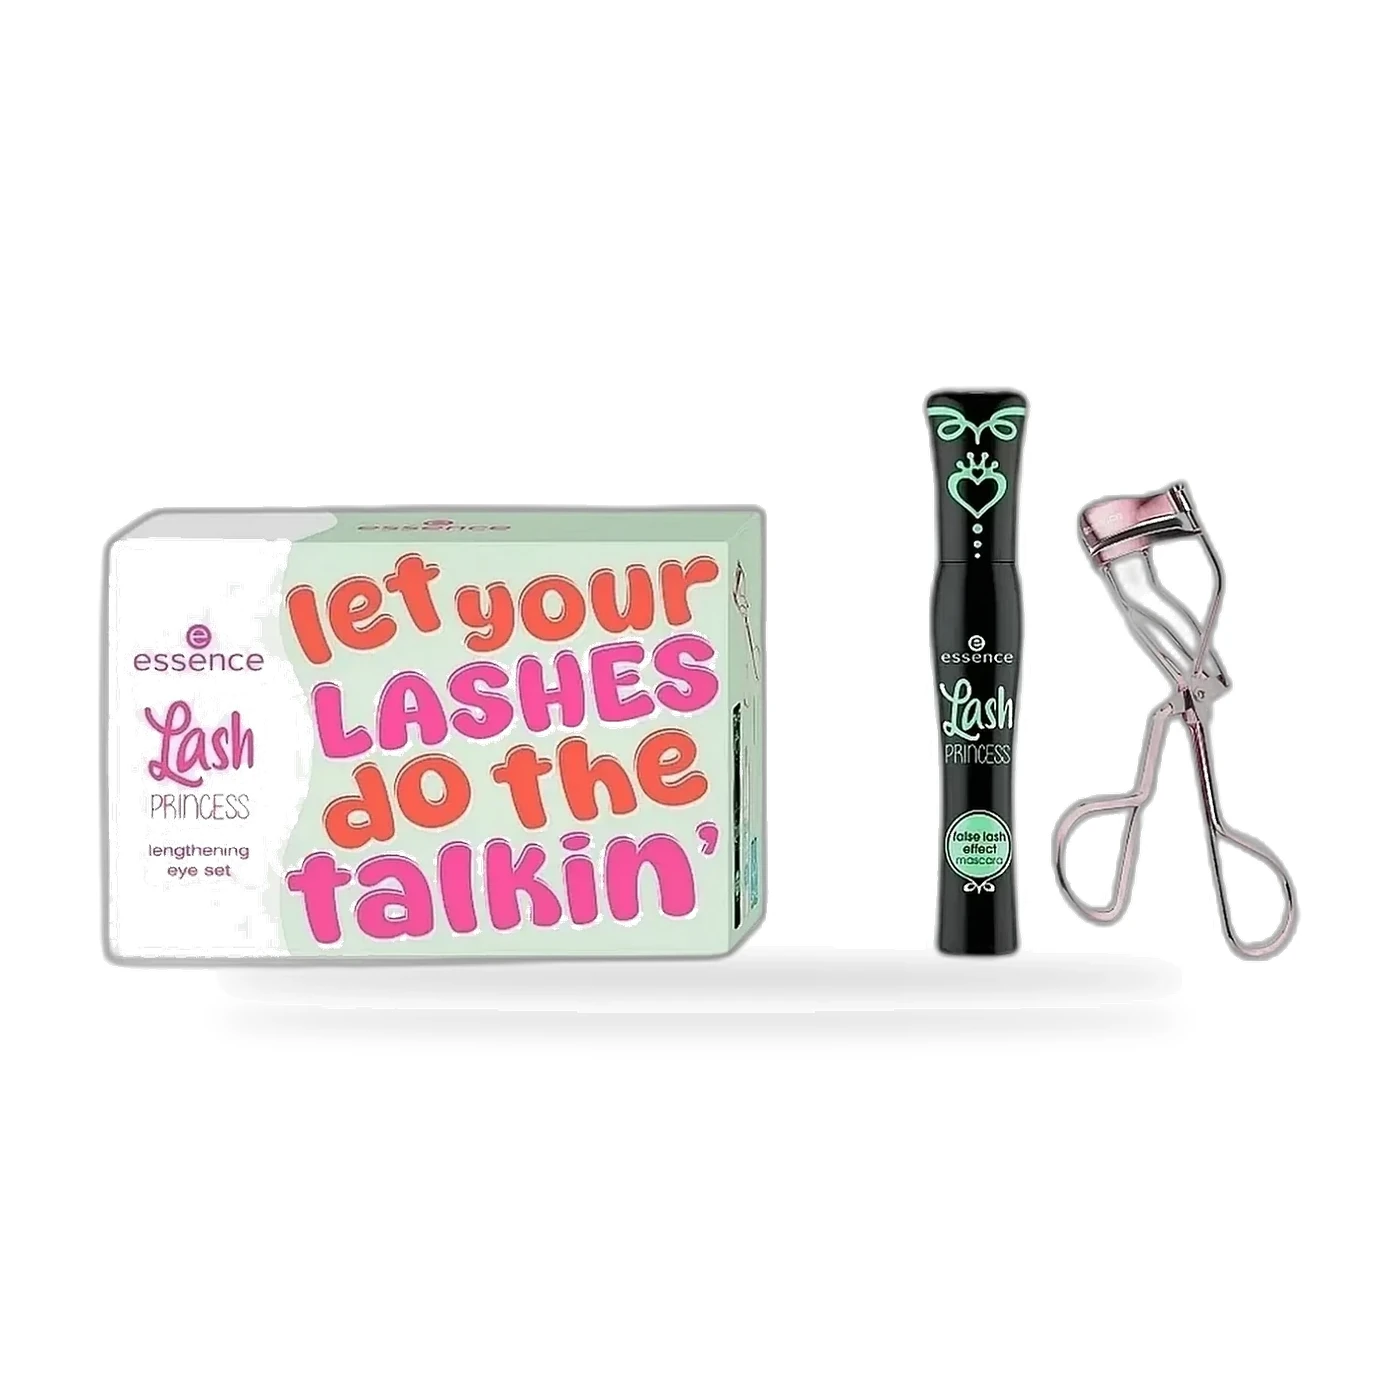 essence
e
essence
Lash
PRINCESS
lengthening
eye set
let your
LASHES
do the
talkin'
e
essence
Lash
PRINCESS
false lash
effect
mascara